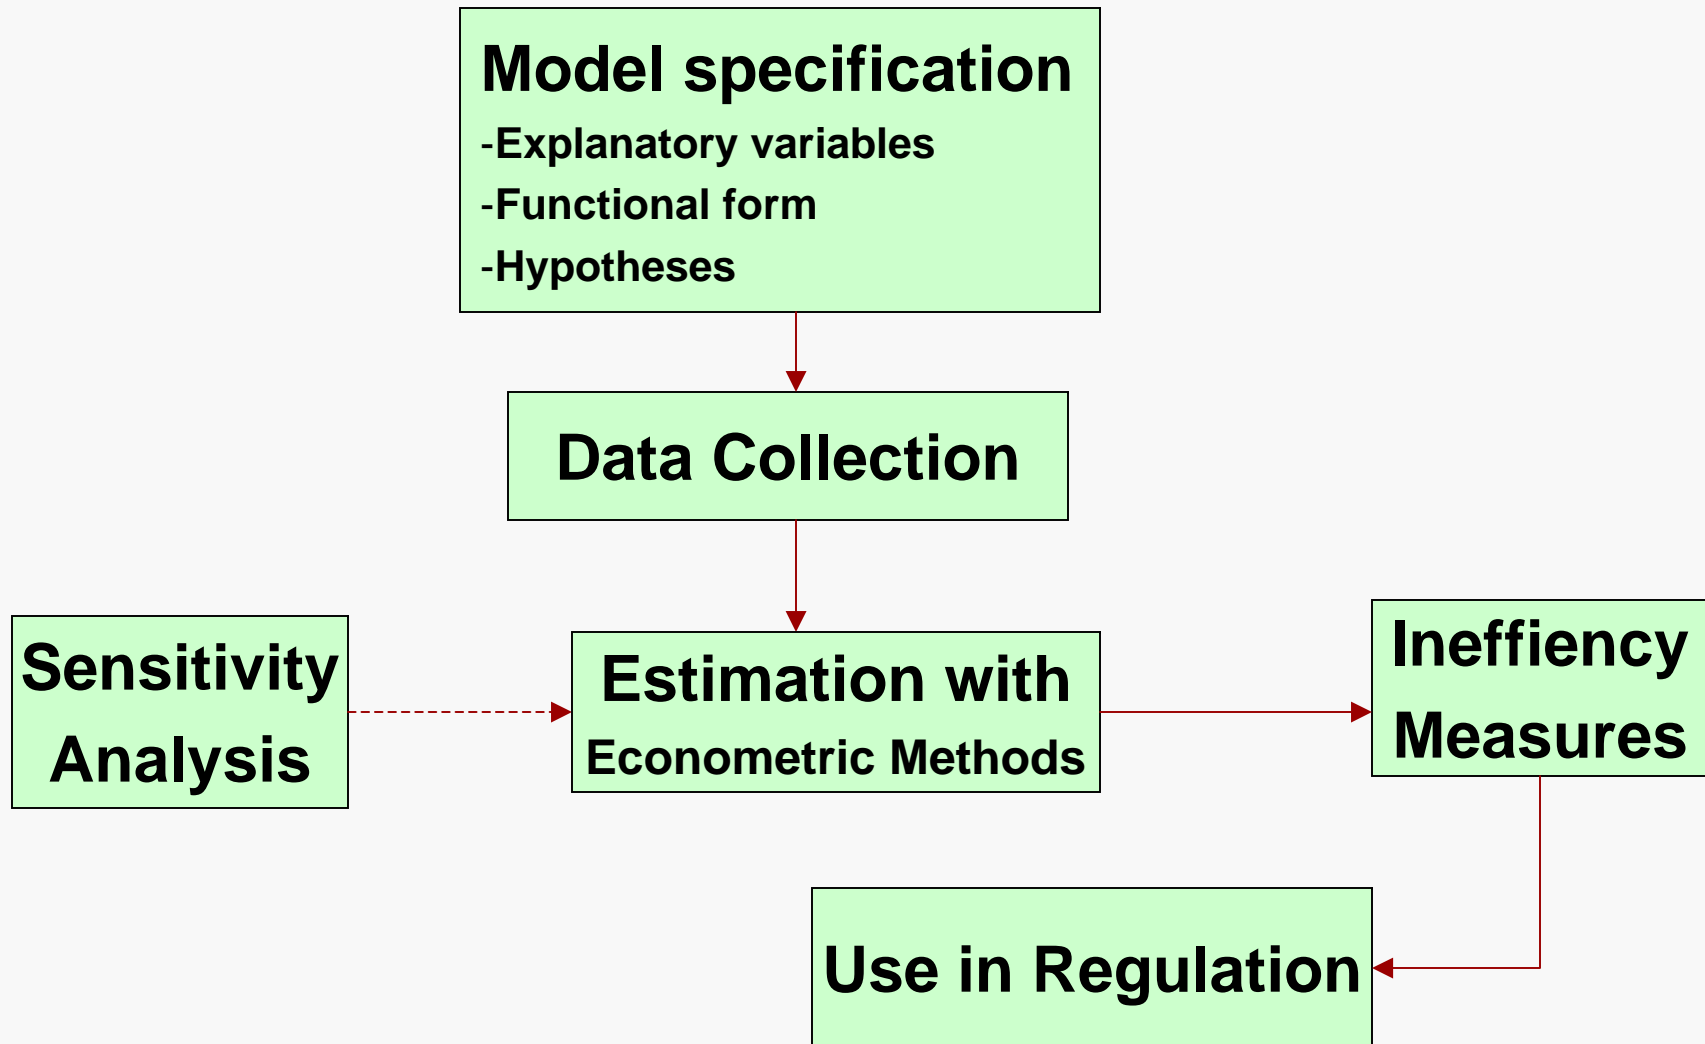 Model specification
-Explanatory variables
-Functional form
-Hypotheses
Data Collection
Sensitivity
Analysis
Estimation with
Econometric Methods
Ineffiency
Measures
Use in Regulation